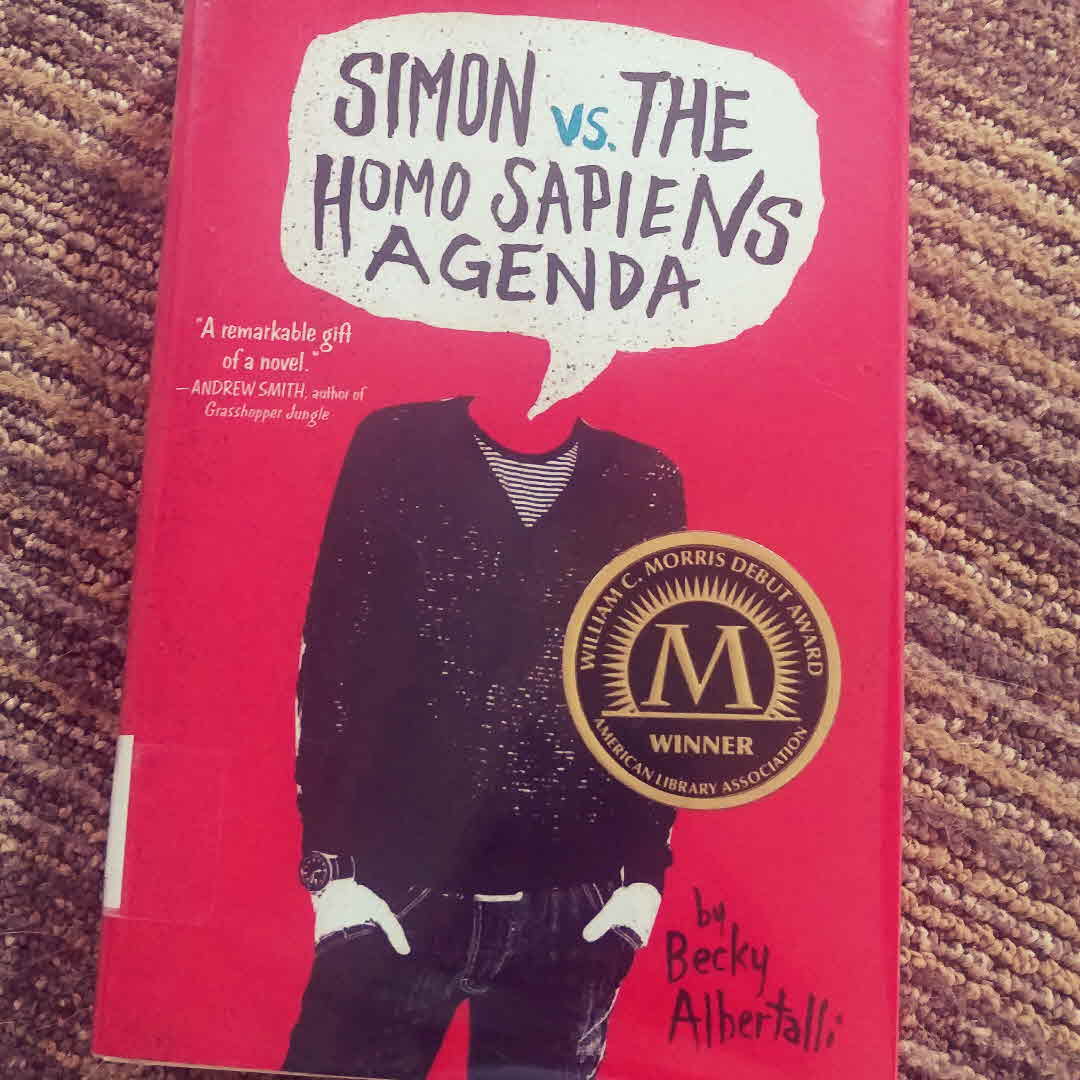 SIMON VS. THE
HOMO SAPIENS
AGENDA
"A remarkable gift
of a novel."
—ANDREW SMITH, author of
Grasshopper Jungle
WILLIAM C. MORRIS DEBUT AWARD
M
WINNER
AMERICAN LIBRARY ASSOCIATION
by
Becky
Albertalli